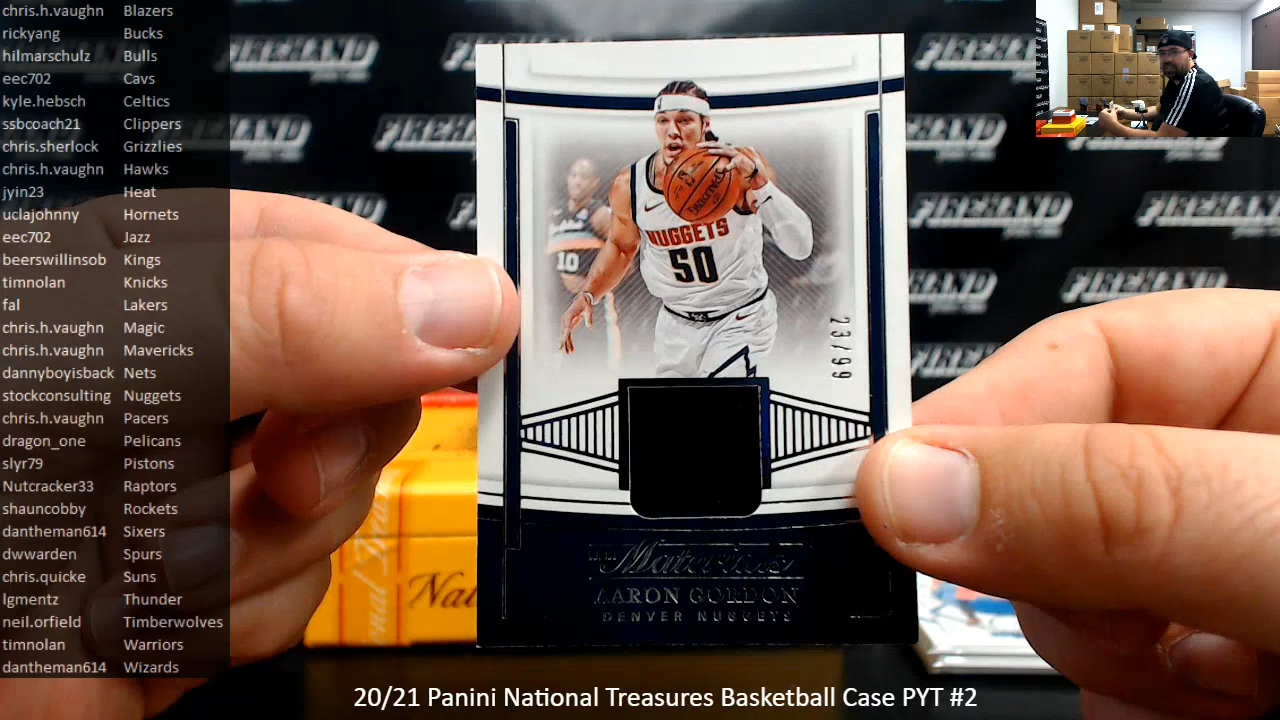 chris.h.vaughn Blazers
rickyang Bucks
hilmarschulz Bulls
eec702 Cavs
kyle.hebsch Celtics
ssbcoach21 Clippers
chris.sherlock Grizzlies
chris.h.vaughn Hawks
jyin23 Heat
uclajohnny Hornets
eec702 Jazz
beerswillinsob Kings
timnolan Knicks
fal Lakers
chris.h.vaughn Magic
chris.h.vaughn Mavericks
dannyboyisback Nets
stockconsulting Nuggets
chris.h.vaughn Pacers
dragon_one Pelicans
slyr79 Pistons
Nutcracker33 Raptors
shauncobby Rockets
dantheman614 Sixers
dwwarden Spurs
chris.quicke Suns
lgmentz Thunder
neil.orfield Timberwolves
timnolan Warriors
dantheman614 Wizards
FIREHAND
SPALDING
NUGGETS
50
10
23/99
Materials
AARON GORDON
DENVER NUGGETS
20/21 Panini National Treasures Basketball Case PYT #2